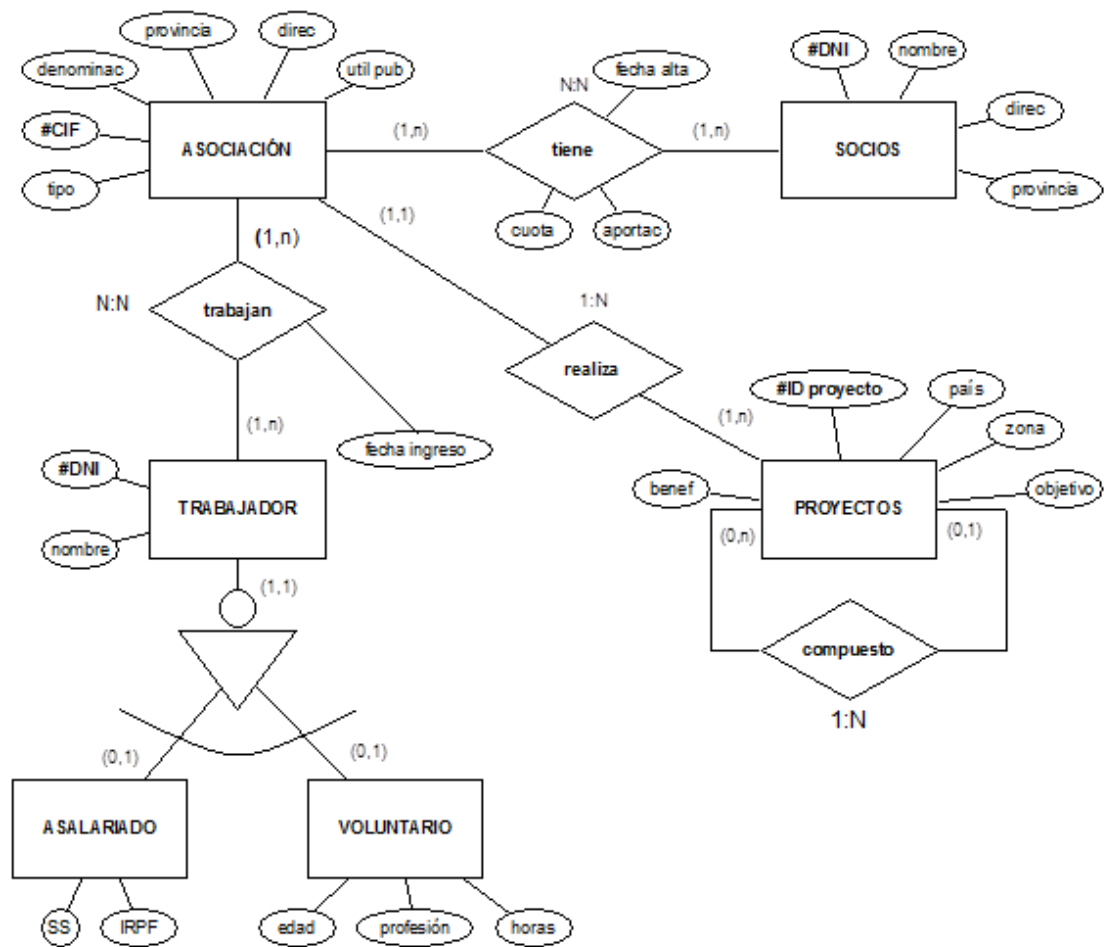 provincia
direc
denominac
util pub
#CIF
ASOCIACIÓN
tipo
(1,n)
N:N
fecha alta
tiene
cuota
aportac
(1,n)
#DNI
nombre
direc
SOCIOS
provincia
(1,n)
N:N
trabajan
(1,n)
fecha ingreso
(1,1)
1:N
realiza
(1,n)
#ID proyecto
país
zona
benef
PROYECTOS
objetivo
(0,n)
(0,1)
compuesto
1:N
#DNI
TRABAJADOR
nombre
(1,1)
(0,1)
(0,1)
ASALARIADO
VOLUNTARIO
SS
IRPF
edad
profesión
horas